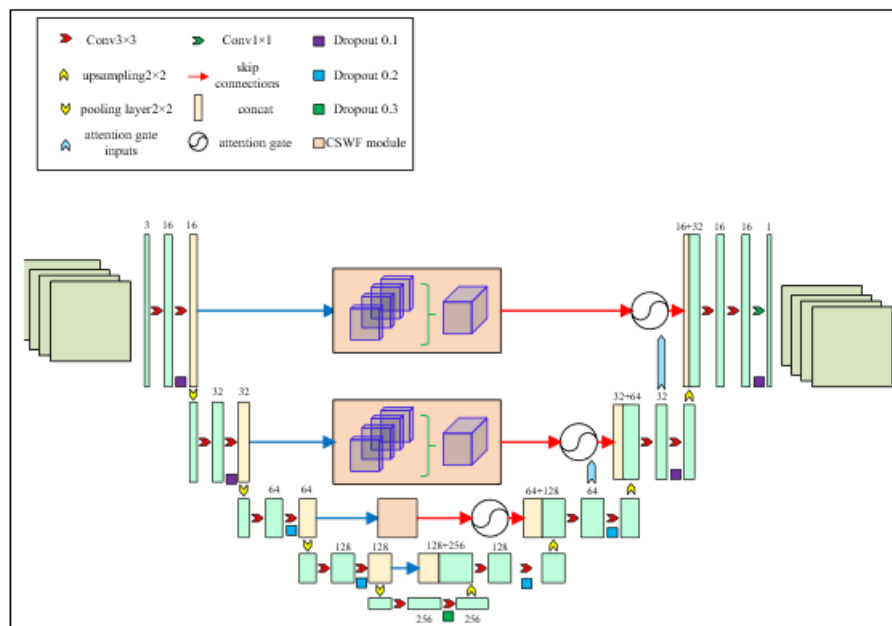 Conv3×3
Conv1×1
Dropout 0.1
upsampling2×2
skip
connections
Dropout 0.2
pooling layer2×2
concat
Dropout 0.3
attention gate
inputs
attention gate
CSWF module
3 16 16
16+32 16 16 1
32 32
32+64 32
64 64
64+128 64
128 128
128+256 128
256 256